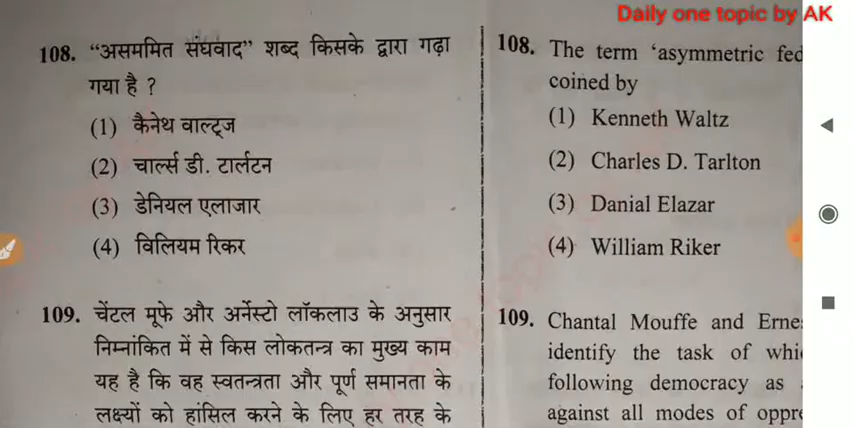 Daily one topic by AK
108. “असममित संघवाद” शब्द किसके द्वारा गढ़ा
गया है ?
(1) कैनेथ वाल्ट्ज
(2) चार्ल्स डी. टार्लटन
(3) डेनियल एलाजार
(4) विलियम रिकर
109. चेंटल मूफे और अर्नेस्टो लॉकलाउ के अनुसार
निम्नांकित में से किस लोकतन्त्र का मुख्य काम
यह है कि वह स्वतन्त्रता और पूर्ण समानता के
लक्ष्यों को हांसिल करने के लिए हर तरह के
108. The term ‘asymmetric fed
coined by
(1) Kenneth Waltz
(2) Charles D. Tarlton
(3) Danial Elazar
(4) William Riker
109. Chantal Mouffe and Erne
identify the task of whi
following democracy as
against all modes of oppre